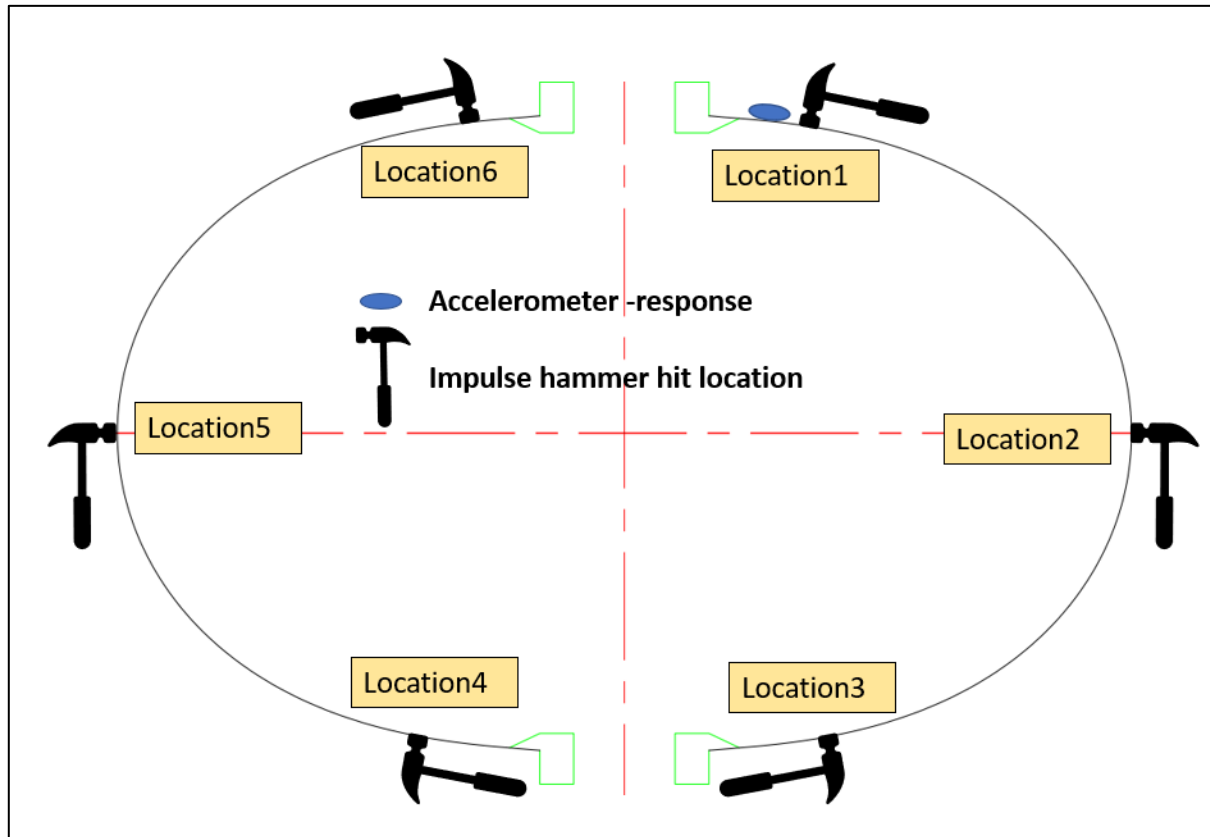 Location6
Location1
Accelerometer -response
Impulse hammer hit location
Location5
Location2
Location4
Location3